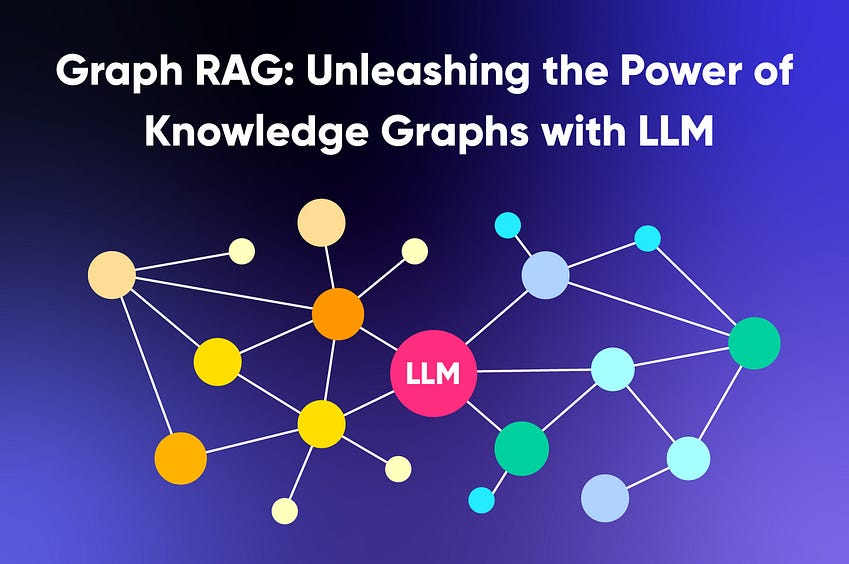 Graph RAG: Unleashing the Power of
Knowledge Graphs with LLM
LLM